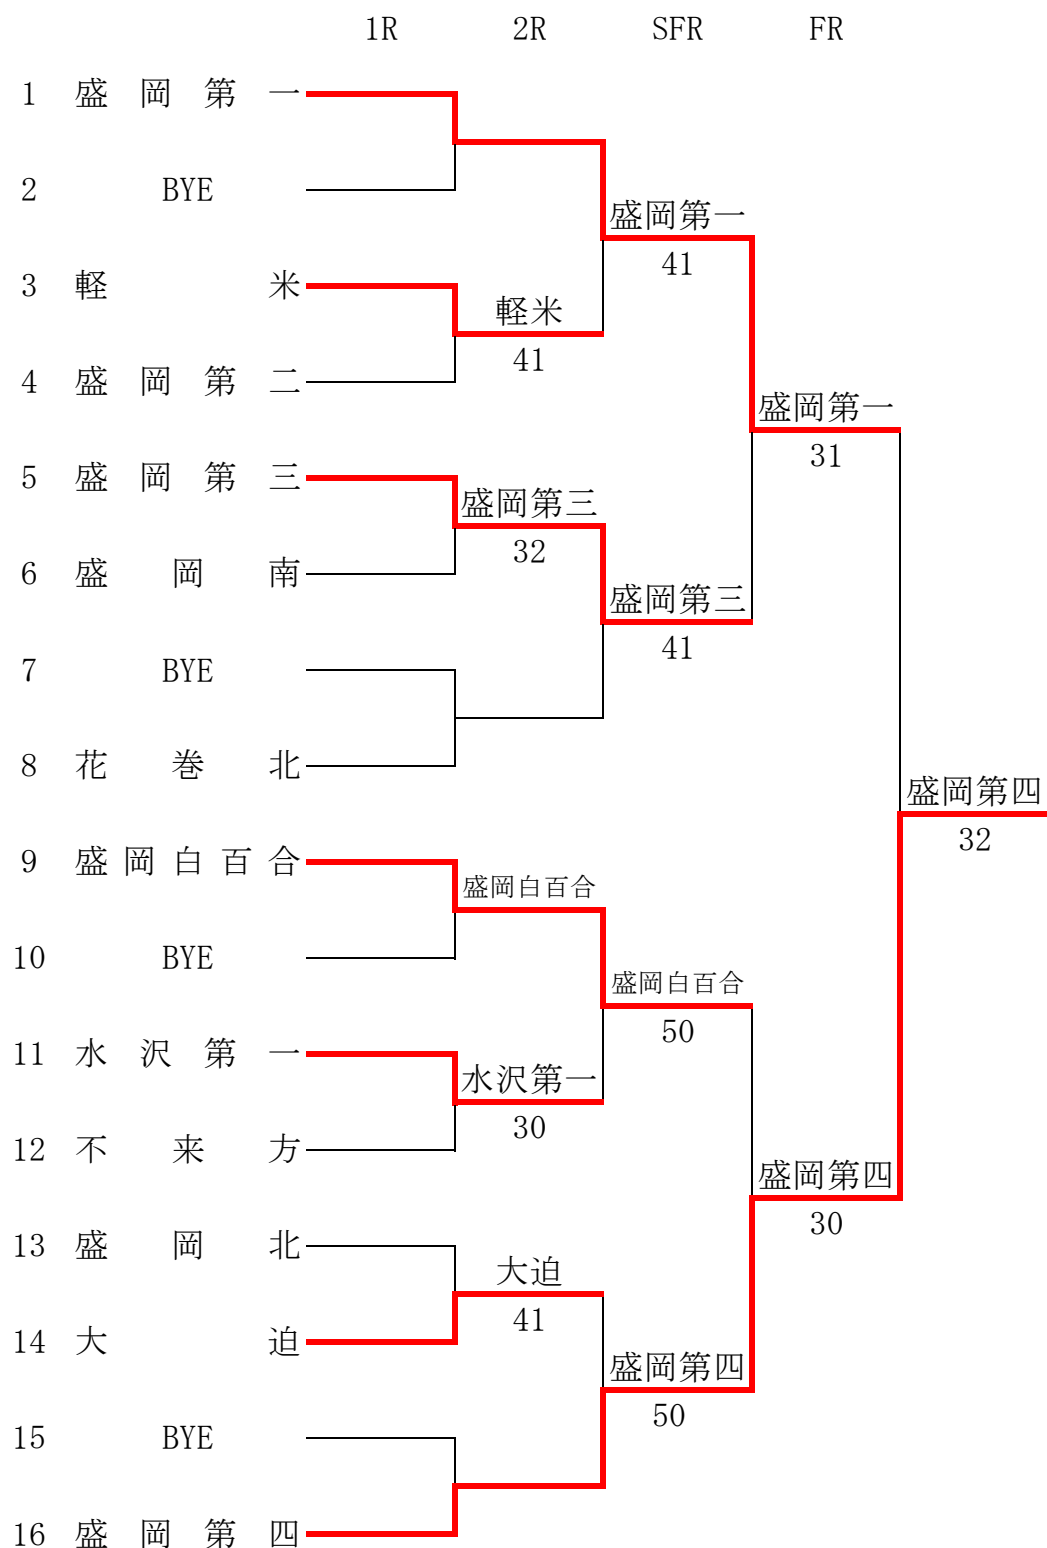 1R 2R SFR FR
1 盛岡第一
2 BYE
盛岡第一
41
3 軽米
軽米
41
4 盛岡第二
盛岡第一
31
5 盛岡第三
盛岡第三
32
6 盛岡南
盛岡第三
41
7 BYE
8 花巻北
盛岡第四
32
9 盛岡白百合
盛岡白百合
10 BYE
盛岡白百合
50
11 水沢第一
水沢第一
30
12 不来方
盛岡第四
30
13 盛岡北
大迫
41
14 大迫
盛岡第四
50
15 BYE
16 盛岡第四